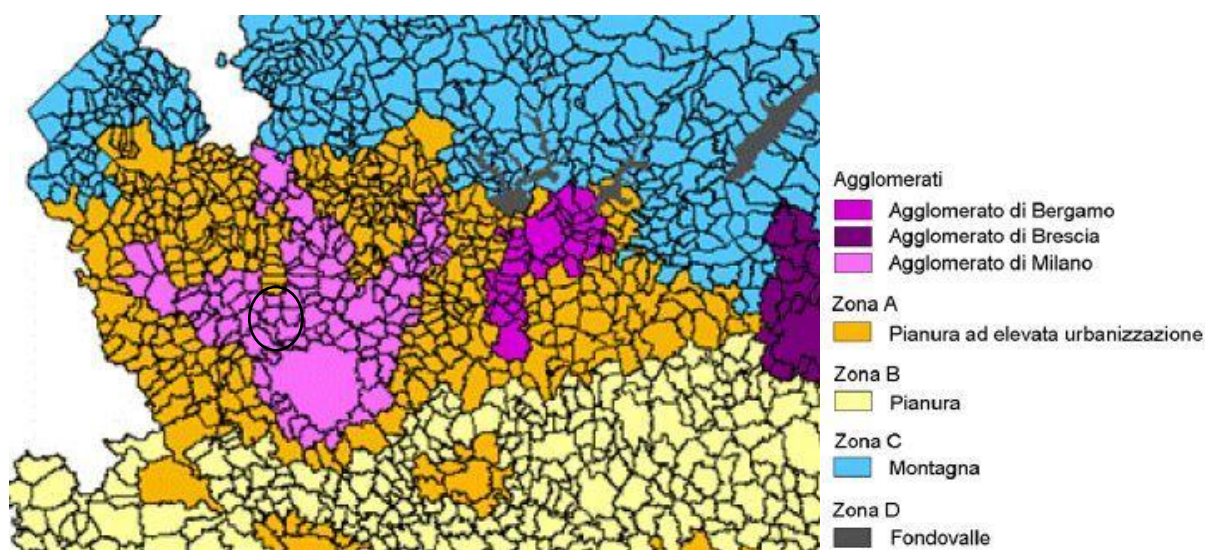 Agglomerati
Agglomerato di Bergamo
Agglomerato di Brescia
Agglomerato di Milano
Zona A
Pianura ad elevata urbanizzazione
Zona B
Pianura
Zona C
Montagna
Zona D
Fondovalle